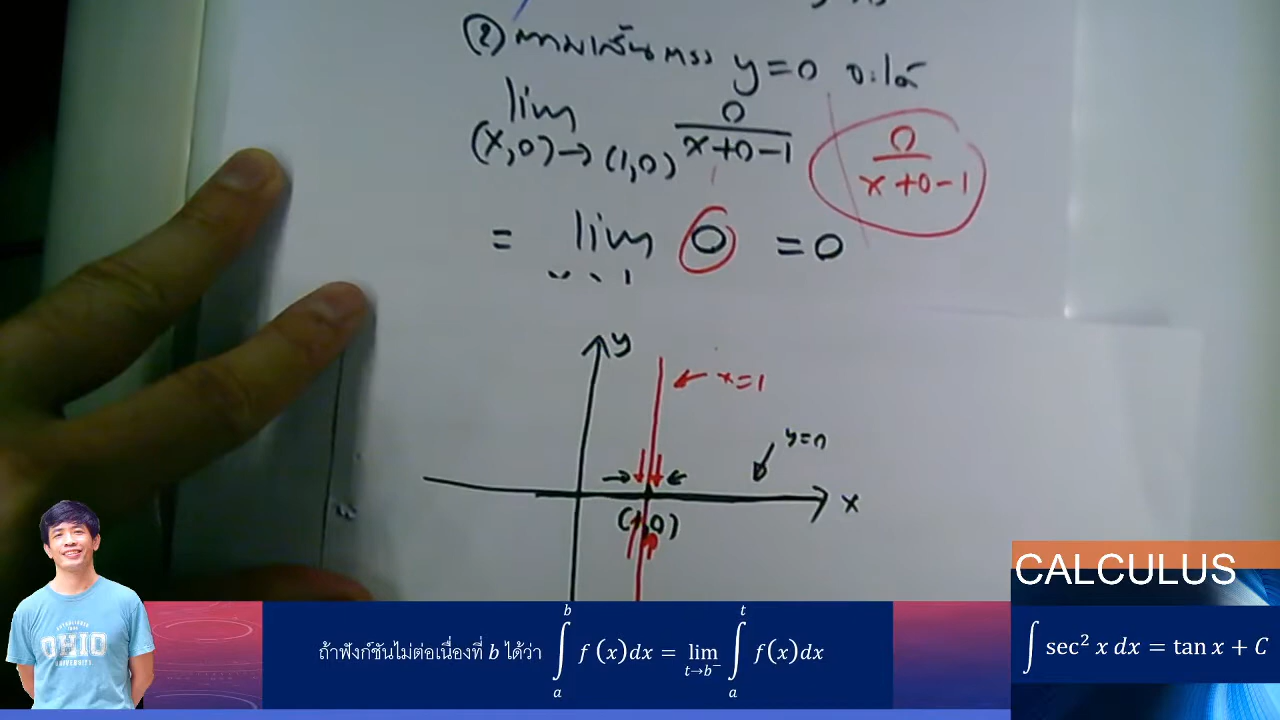 ② ตามเส้นตรง y=0 จะได้
lim (x,0)→(1,0) 0/(x+0-1)
0/(x+0-1)
= lim 0 = 0
y
x=1
y=0
x
(1,0)
OHIO
UNIVERSITY
ถ้าฟังก์ชันไม่ต่อเนื่องที่ b ได้ว่า ∫_a^b f(x)dx = lim_{t→b⁻} ∫_a^t f(x)dx
CALCULUS
∫ sec² x dx = tan x + C